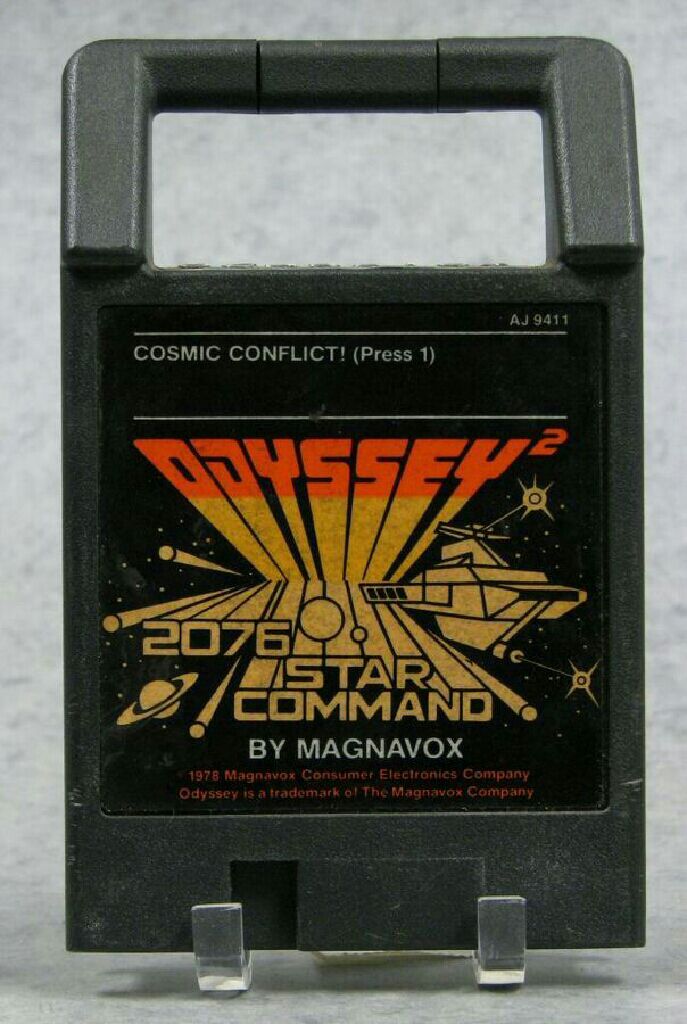 AJ 9411
COSMIC CONFLICT! (Press 1)
ODYSSEY²
2076
STAR
COMMAND
BY MAGNAVOX
1978 Magnavox Consumer Electronics Company
Odyssey is a trademark of The Magnavox Company